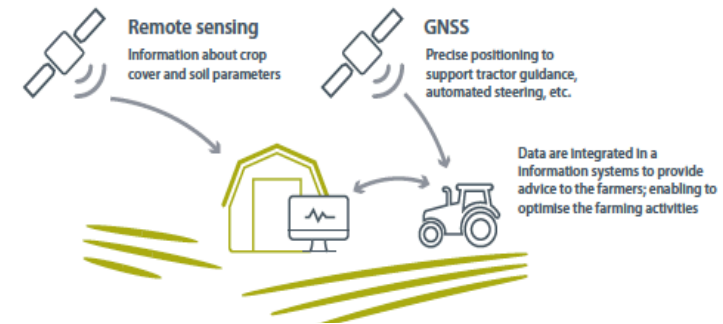 Remote sensing
Information about crop
cover and soil parameters
GNSS
Precise positioning to
support tractor guidance,
automated steering, etc.
Data are integrated in a
information systems to provide
advice to the farmers; enabling to
optimise the farming activities